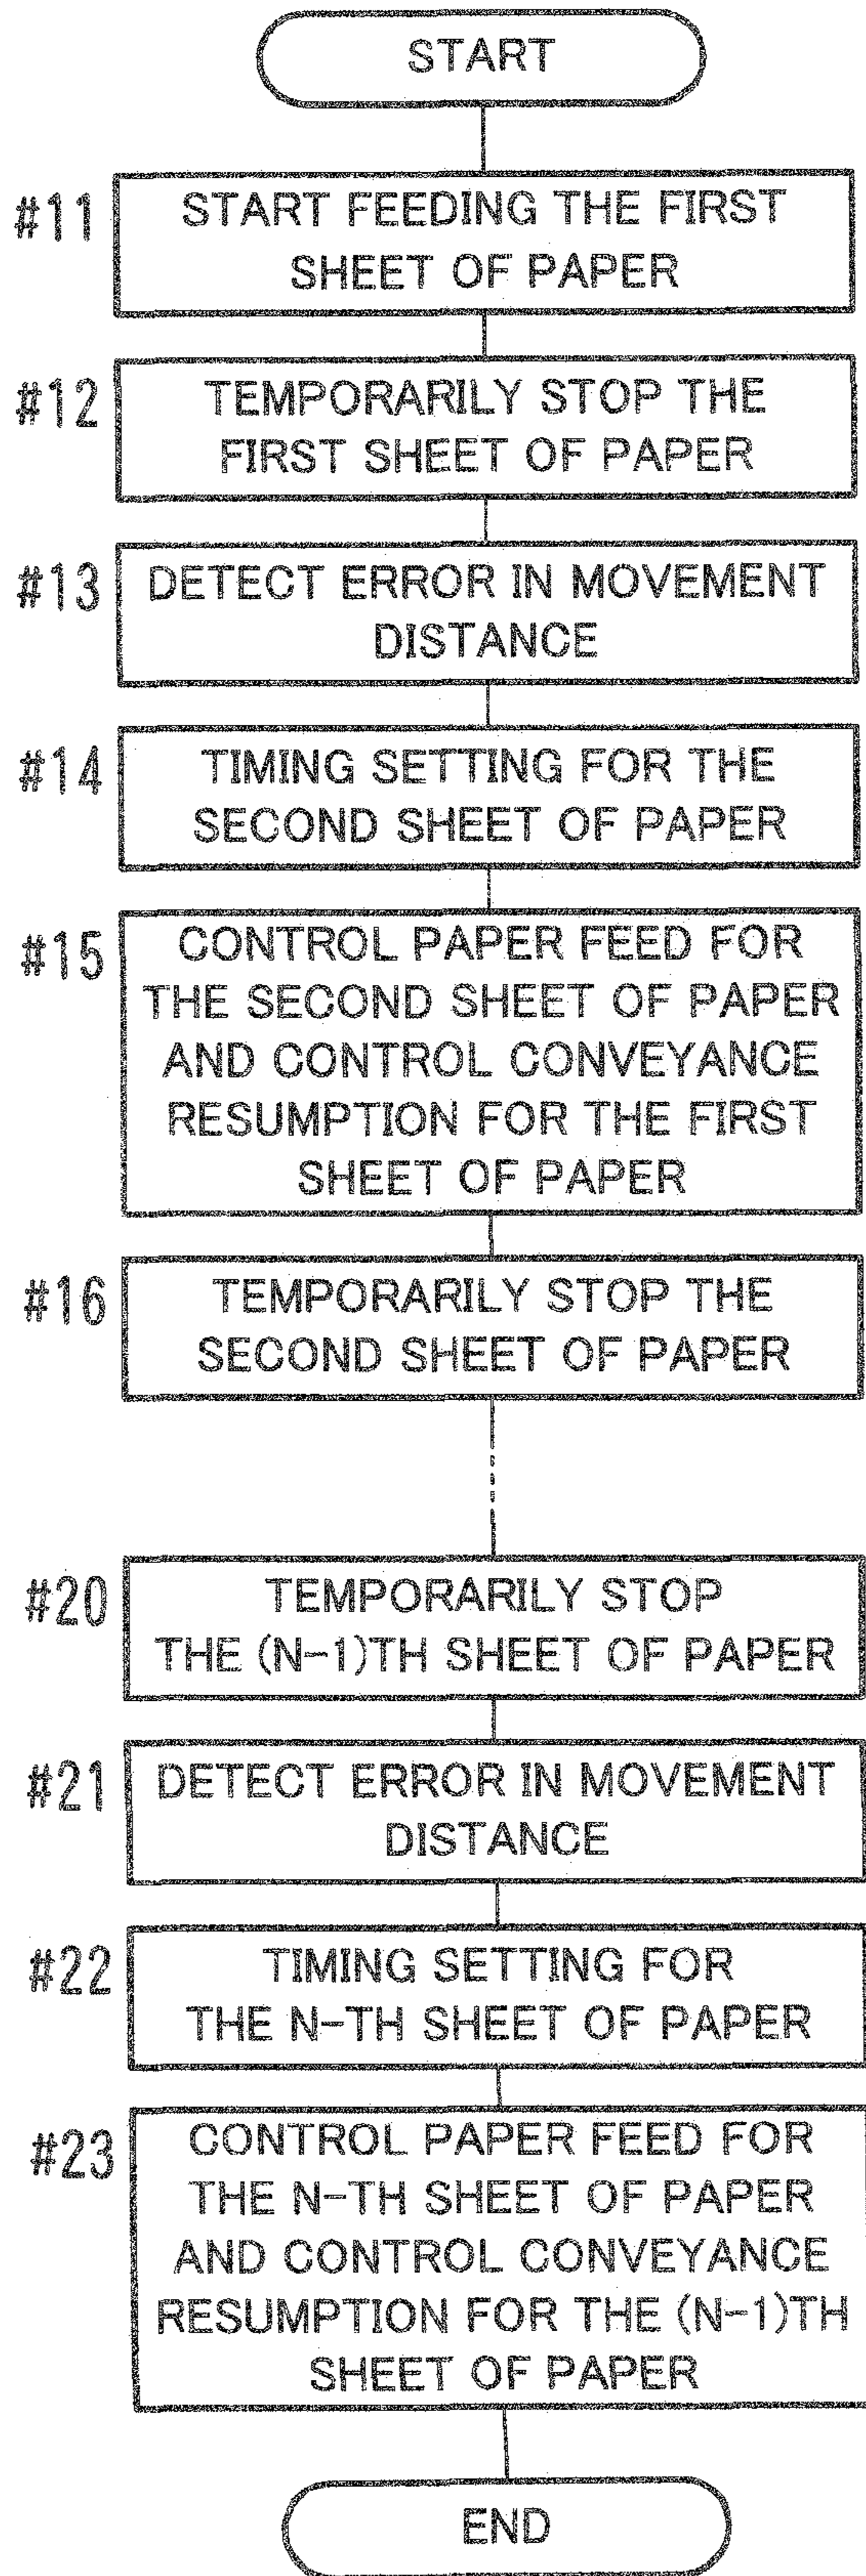 START
#11
START FEEDING THE FIRST
SHEET OF PAPER
#12
TEMPORARILY STOP THE
FIRST SHEET OF PAPER
#13
DETECT ERROR IN MOVEMENT
DISTANCE
#14
TIMING SETTING FOR THE
SECOND SHEET OF PAPER
#15
CONTROL PAPER FEED FOR
THE SECOND SHEET OF PAPER
AND CONTROL CONVEYANCE
RESUMPTION FOR THE FIRST
SHEET OF PAPER
#16
TEMPORARILY STOP THE
SECOND SHEET OF PAPER
#20
TEMPORARILY STOP
THE (N-1)TH SHEET OF PAPER
#21
DETECT ERROR IN MOVEMENT
DISTANCE
#22
TIMING SETTING FOR
THE N-TH SHEET OF PAPER
#23
CONTROL PAPER FEED FOR
THE N-TH SHEET OF PAPER
AND CONTROL CONVEYANCE
RESUMPTION FOR THE (N-1)TH
SHEET OF PAPER
END